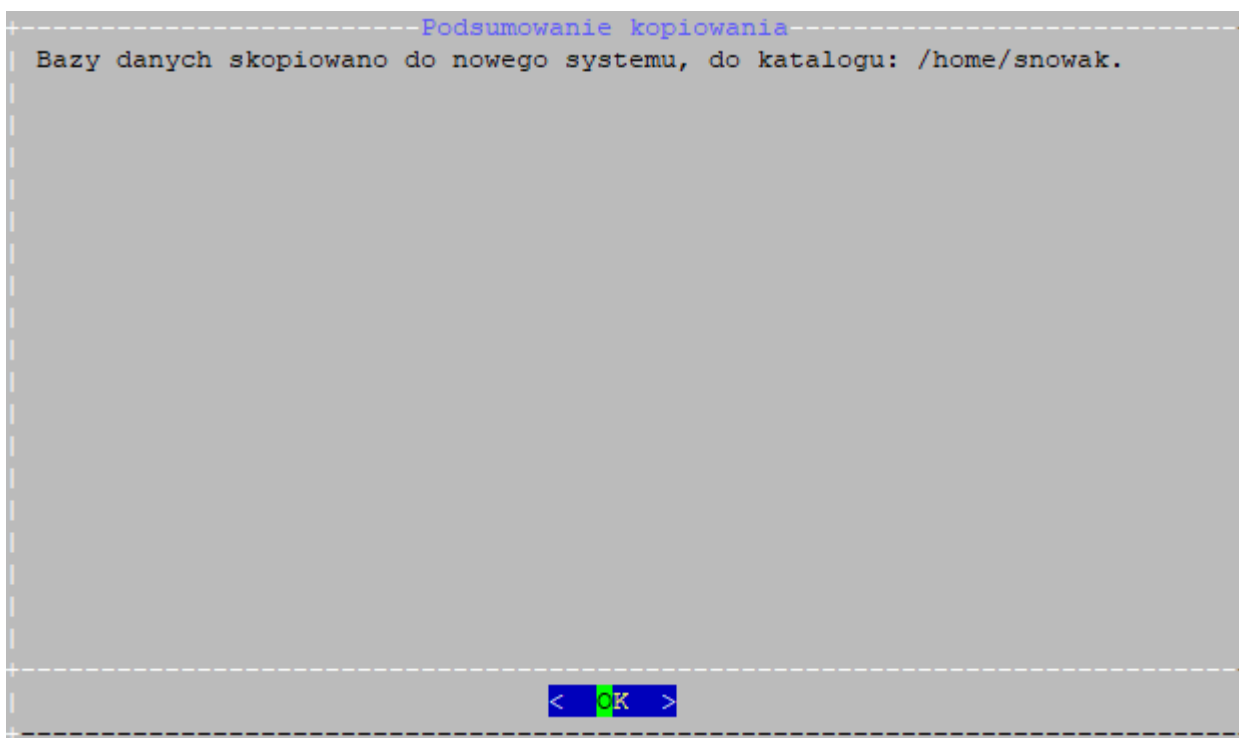 Podsumowanie kopiowania
Bazy danych skopiowano do nowego systemu, do katalogu: /home/snowak.
< OK >